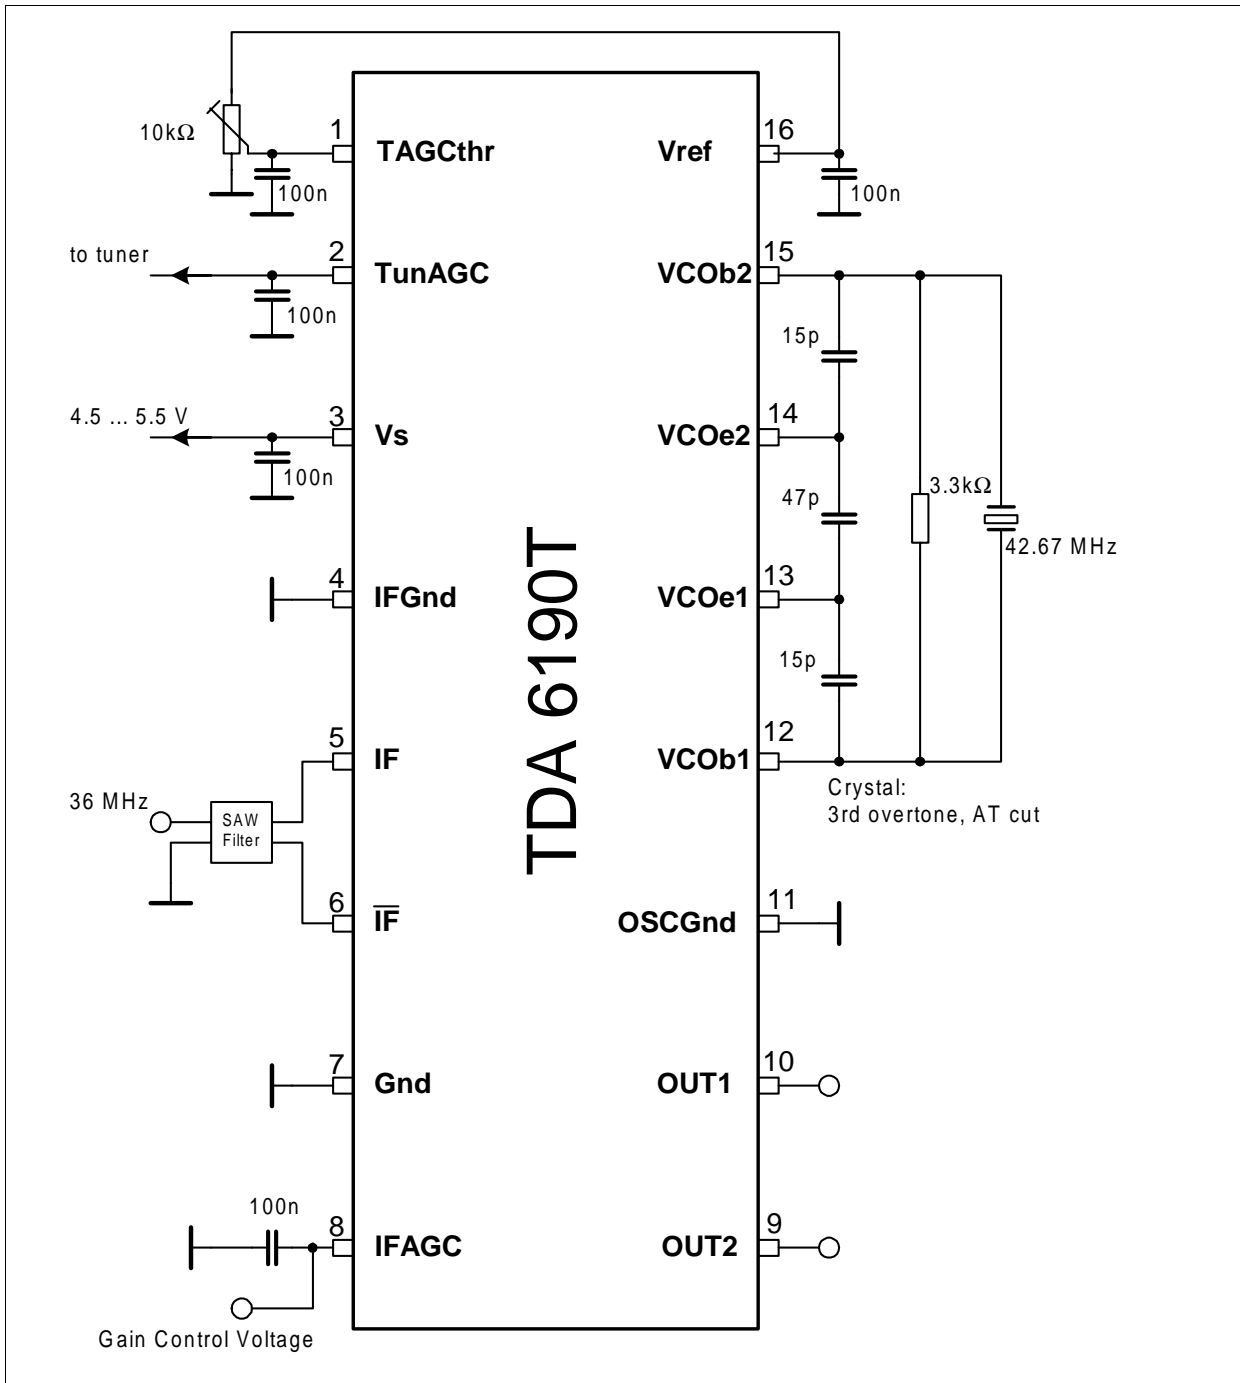 10kΩ
1
TAGCthr
100n
to tuner
2
TunAGC
100n
4.5 ... 5.5 V
3
Vs
100n
4
IFGnd
5
IF
36 MHz
SAW
Filter
6
IF
7
Gnd
100n
8
IFAGC
Gain Control Voltage
TDA 6190T
16
Vref
100n
15
VCOb2
15p
14
VCOe2
3.3kΩ
47p
42.67 MHz
13
VCOe1
15p
12
VCOb1
Crystal:
3rd overtone, AT cut
11
OSCGnd
10
OUT1
9
OUT2